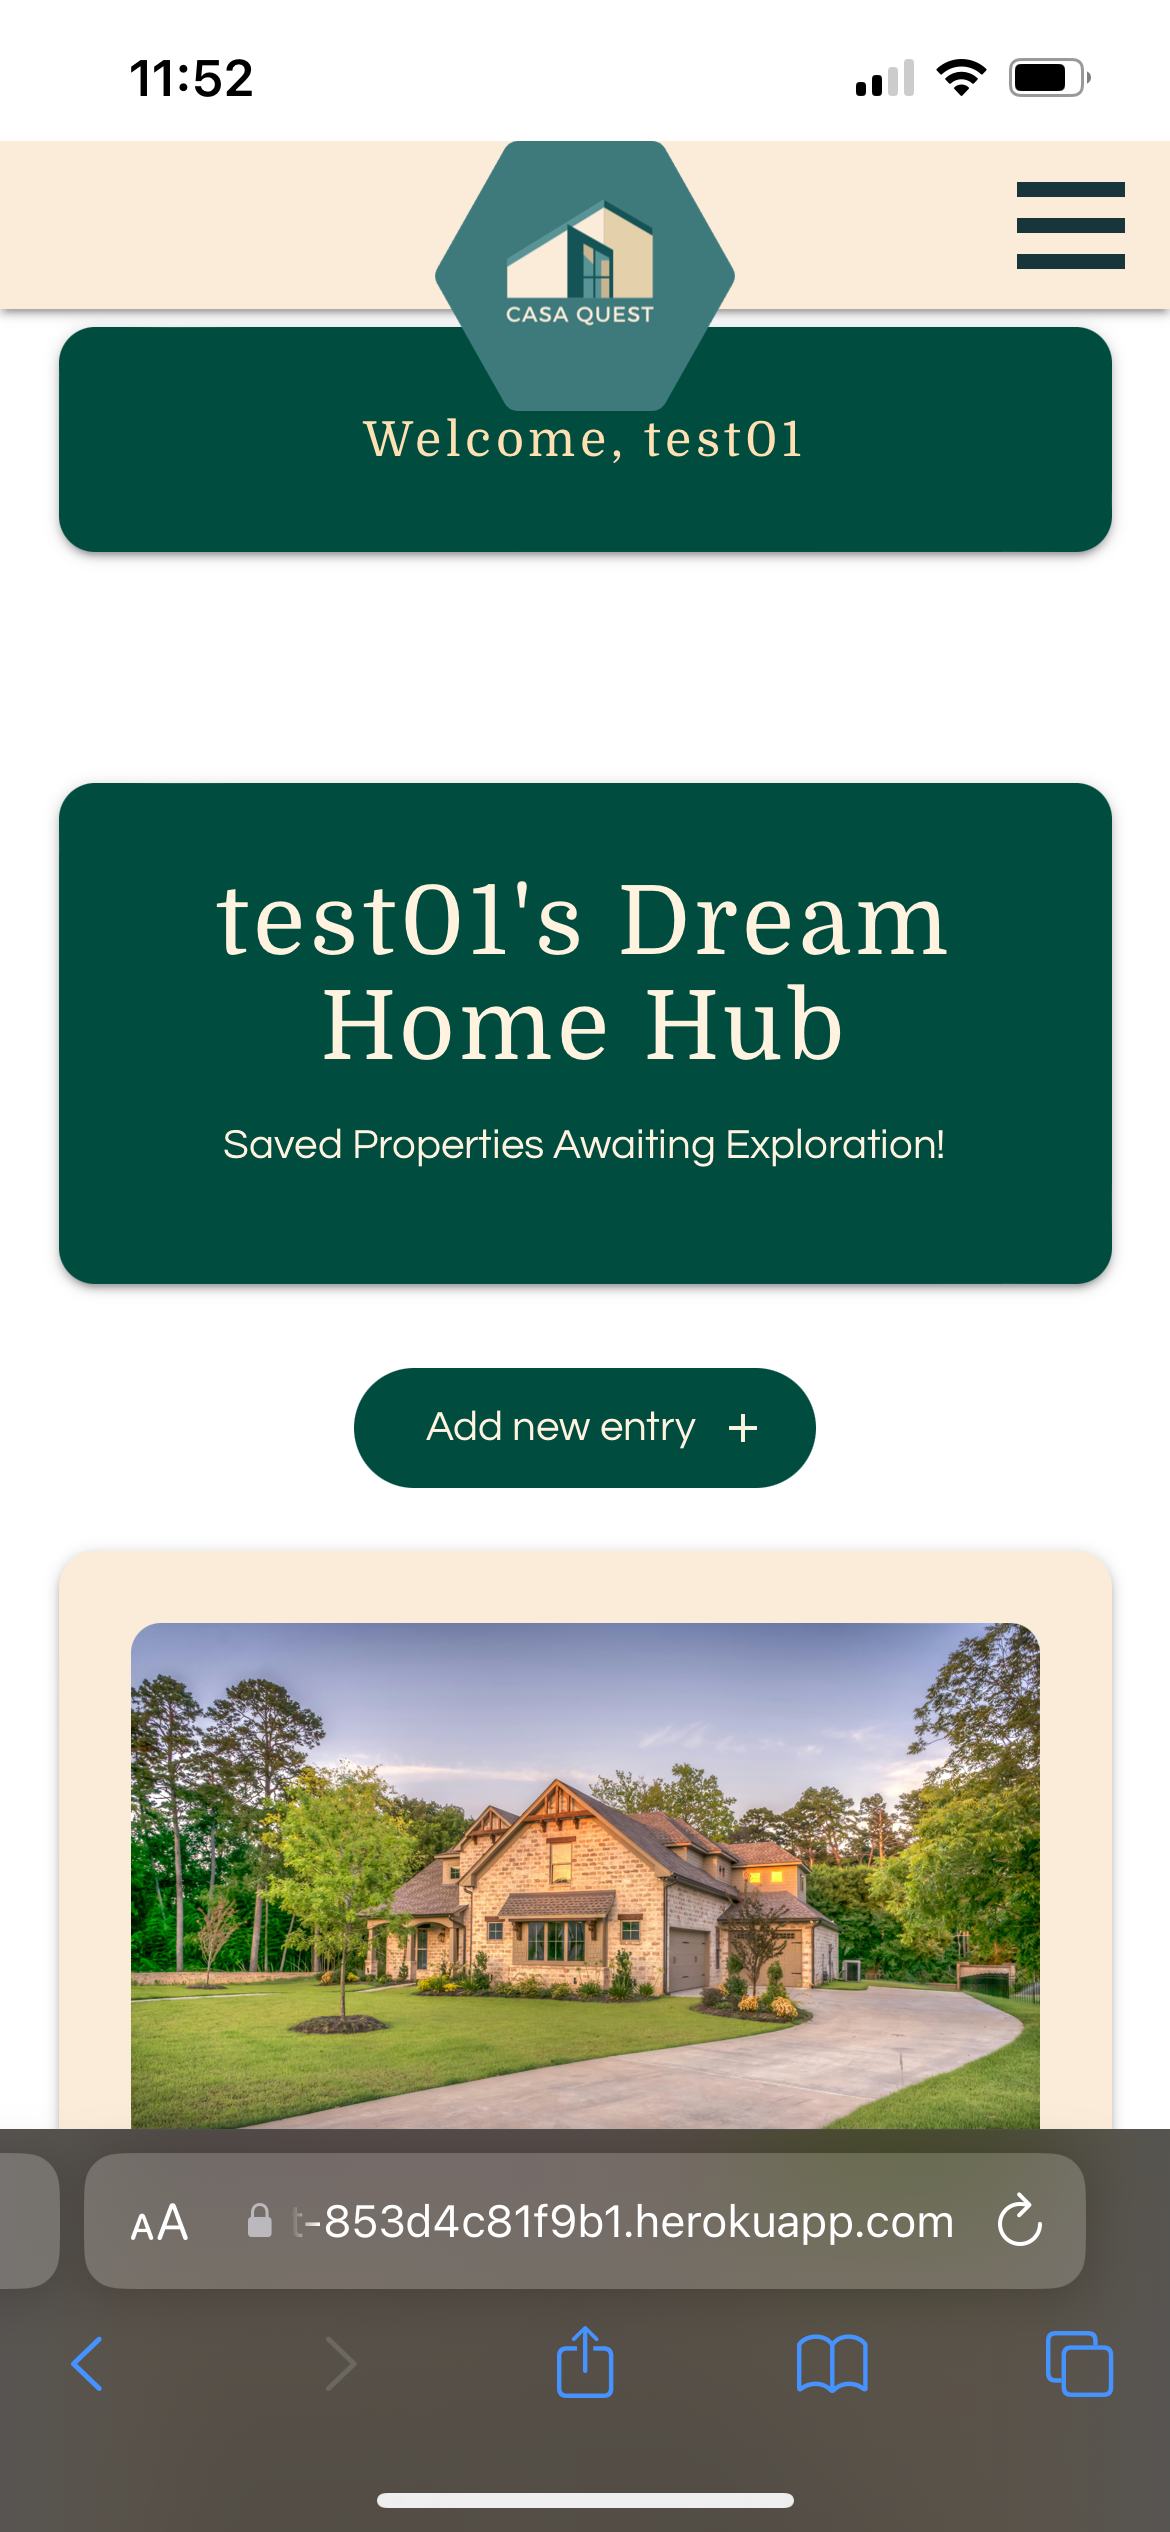 11:52
CASA QUEST
Welcome, test01
test01's Dream
Home Hub
Saved Properties Awaiting Exploration!
Add new entry +
AA t-853d4c81f9b1.herokuapp.com